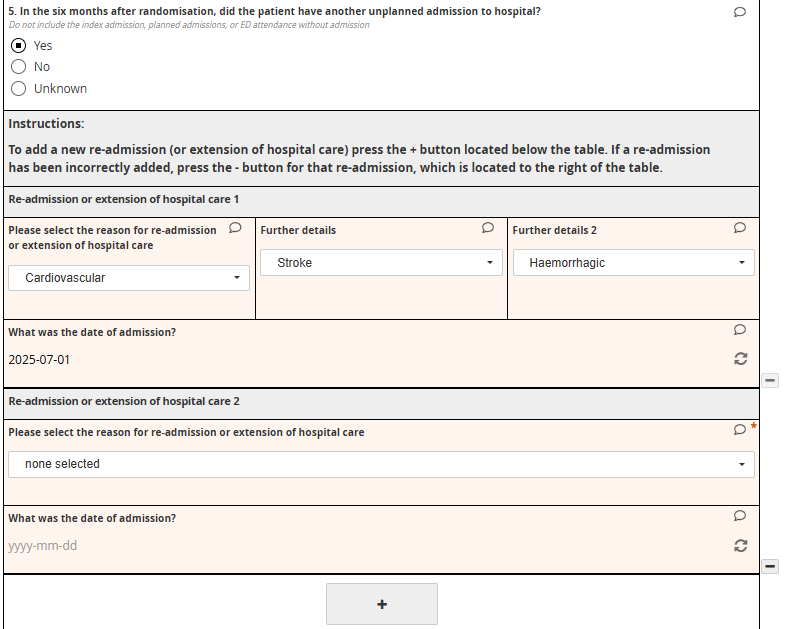 5. In the six months after randomisation, did the patient have another unplanned admission to hospital?
Do not include the index admission, planned admissions, or ED attendance without admission
Yes
No
Unknown
Instructions:
To add a new re-admission (or extension of hospital care) press the + button located below the table. If a re-admission
has been incorrectly added, press the - button for that re-admission, which is located to the right of the table.
Re-admission or extension of hospital care 1
Please select the reason for re-admission
or extension of hospital care
Cardiovascular
Further details
Stroke
Further details 2
Haemorrhagic
What was the date of admission?
2025-07-01
Re-admission or extension of hospital care 2
Please select the reason for re-admission or extension of hospital care
*
none selected
What was the date of admission?
yyyy-mm-dd
+